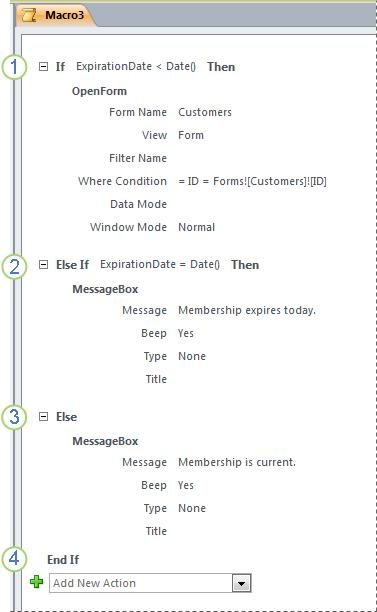 Macro3
1 If ExpirationDate < Date() Then
OpenForm
Form Name Customers
View Form
Filter Name
Where Condition = ID = Forms![Customers]![ID]
Data Mode
Window Mode Normal
2 Else If ExpirationDate = Date() Then
MessageBox
Message Membership expires today.
Beep Yes
Type None
Title
3 Else
MessageBox
Message Membership is current.
Beep Yes
Type None
Title
4 End If
Add New Action